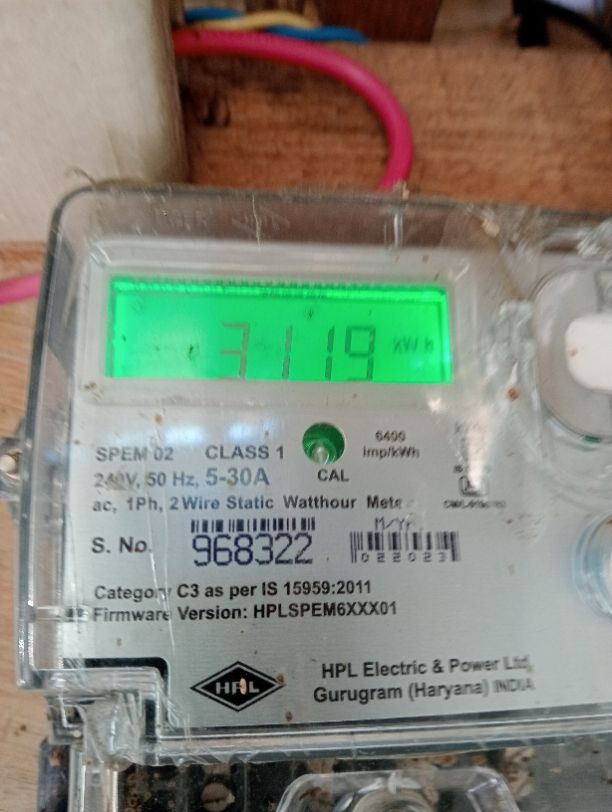 3119 kWh
SPEM 02 CLASS 1
6400 imp/kWh
CAL
240V, 50 Hz, 5-30A
ac, 1Ph, 2 Wire Static Watthour
S. No. 968322
M/Yr
022023
Category C3 as per IS 15959:2011
Firmware Version: HPLSPEM6XXX01
HPL
HPL Electric & Power Ltd.
Gurugram (Haryana) INDIA